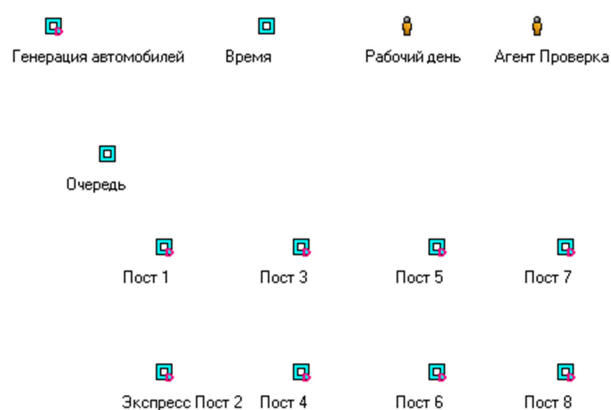 Генерация автомобилей Время Рабочий день Агент Проверка
Очередь
Пост 1 Пост 3 Пост 5 Пост 7
Экспресс Пост 2 Пост 4 Пост 6 Пост 8